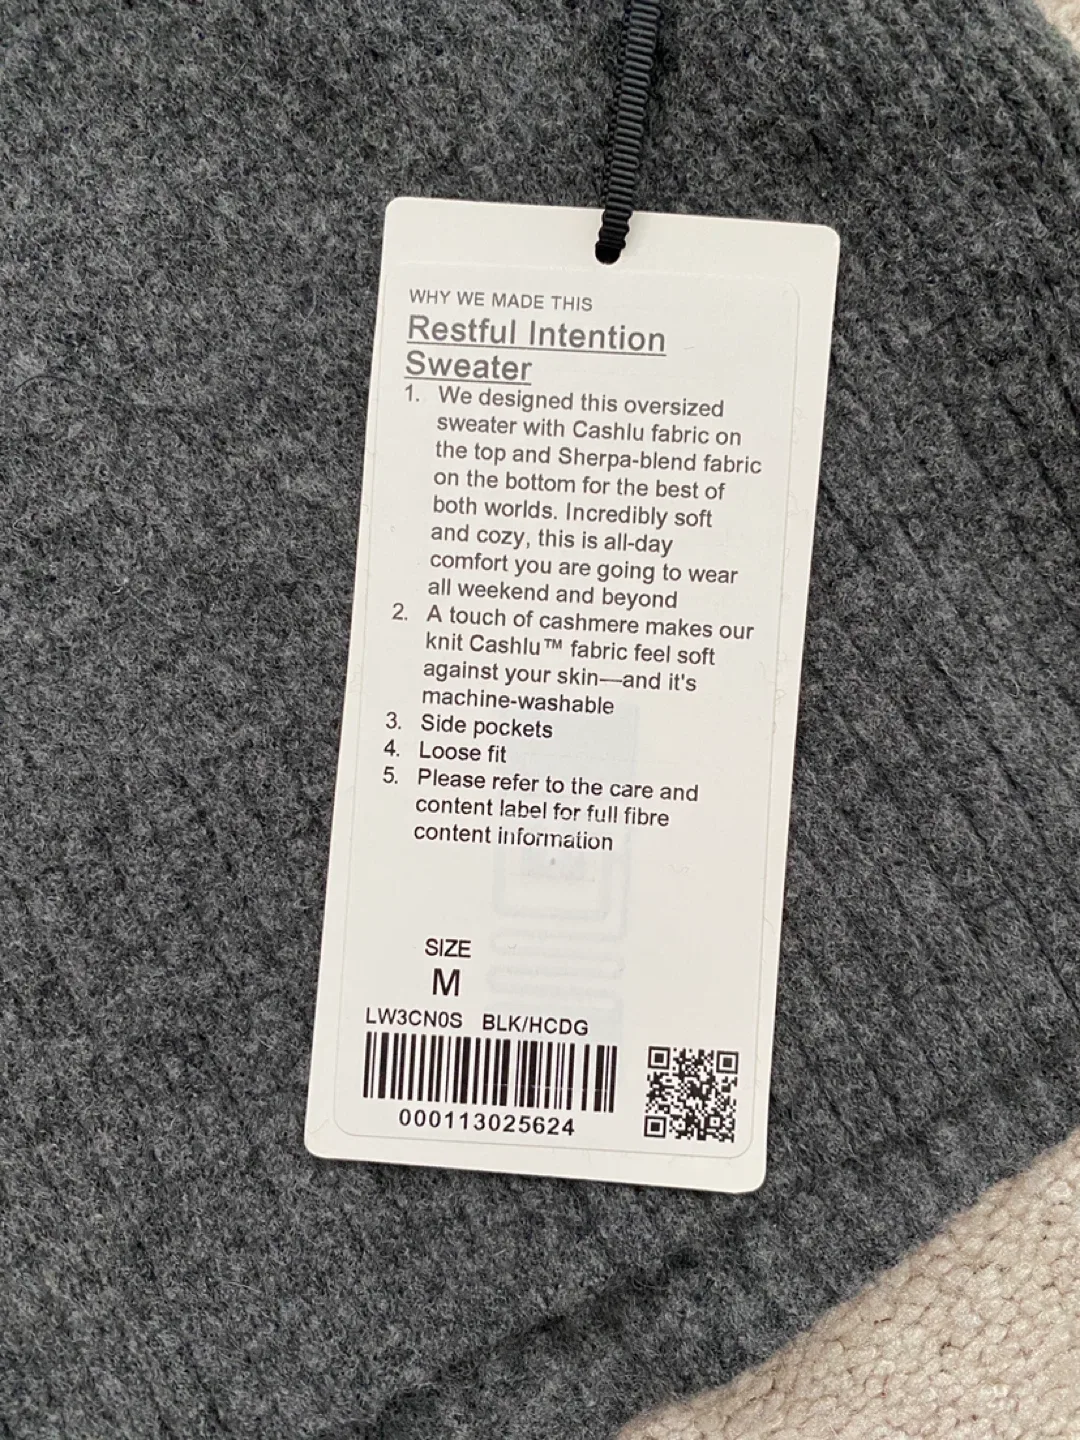 WHY WE MADE THIS
Restful Intention
Sweater
1. We designed this oversized
sweater with Cashlu fabric on
the top and Sherpa-blend fabric
on the bottom for the best of
both worlds. Incredibly soft
and cozy, this is all-day
comfort you are going to wear
all weekend and beyond
2. A touch of cashmere makes our
knit Cashlu™ fabric feel soft
against your skin—and it's
machine-washable
3. Side pockets
4. Loose fit
5. Please refer to the care and
content label for full fibre
content information
SIZE
M
LW3CN0S BLK/HCDG
000113025624